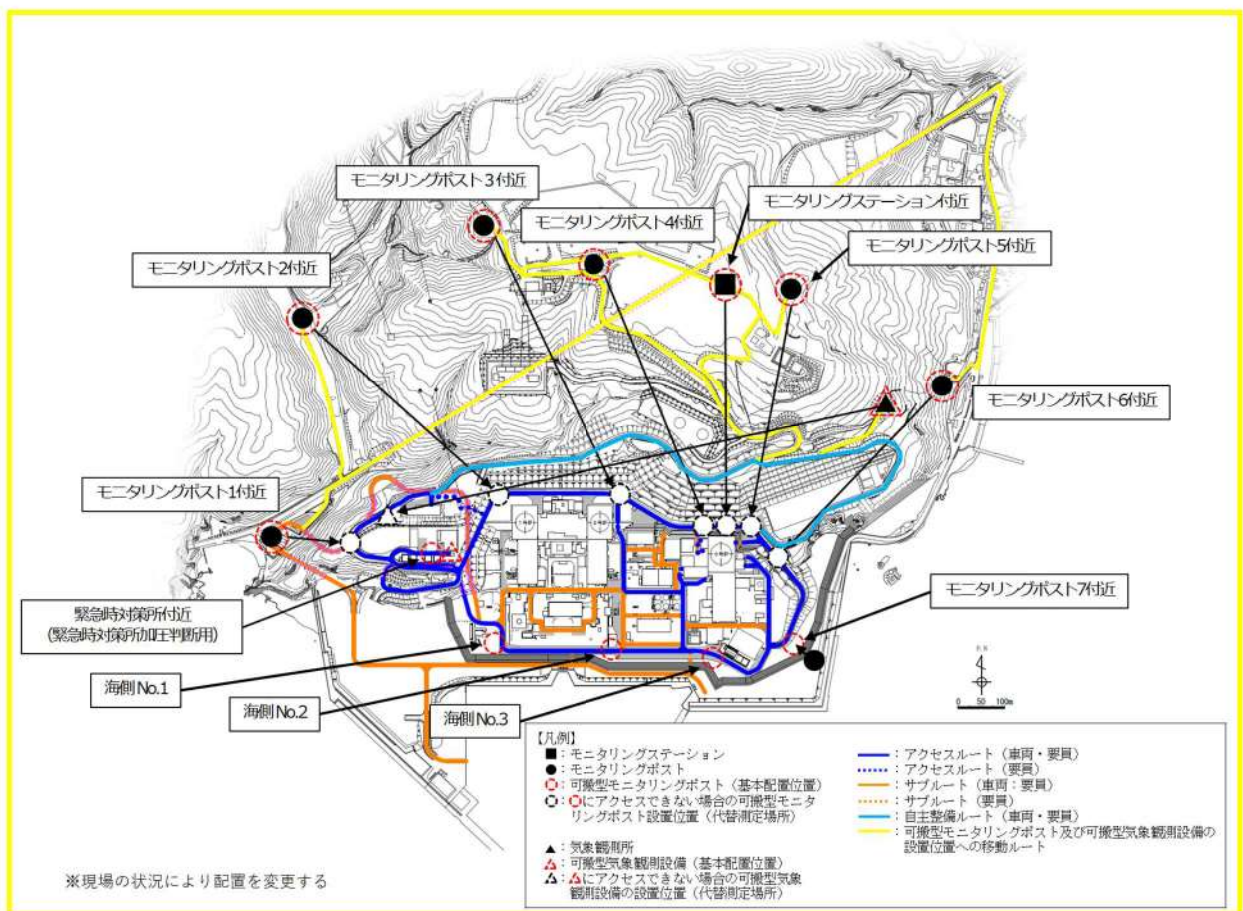 モニタリングポスト3付近
モニタリングポスト4付近
モニタリングステーション付近
モニタリングポスト5付近
モニタリングポスト2付近
モニタリングポスト6付近
モニタリングポスト1付近
緊急時対策所付近
(緊急時対策所加圧判断用)
モニタリングポスト7付近
海側No.1
海側No.2
海側No.3
0 50 100m
【凡例】
■：モニタリングステーション
●：モニタリングポスト
：可搬型モニタリングポスト（基本配置位置）
：にアクセスできない場合の可搬型モニタ
リングポスト設置位置（代替測定場所）
▲：気象観測所
：可搬型気象観測設備（基本配置位置）
：にアクセスできない場合の可搬型気象
観測設備の設置位置（代替測定場所）
：アクセスルート（車両・要員）
：アクセスルート（要員）
：サブルート（車両：要員）
：サブルート（要員）
：自主整備ルート（車両・要員）
：可搬型モニタリングポスト及び可搬型気象観測設備の
設置位置への移動ルート
※現場の状況により配置を変更する